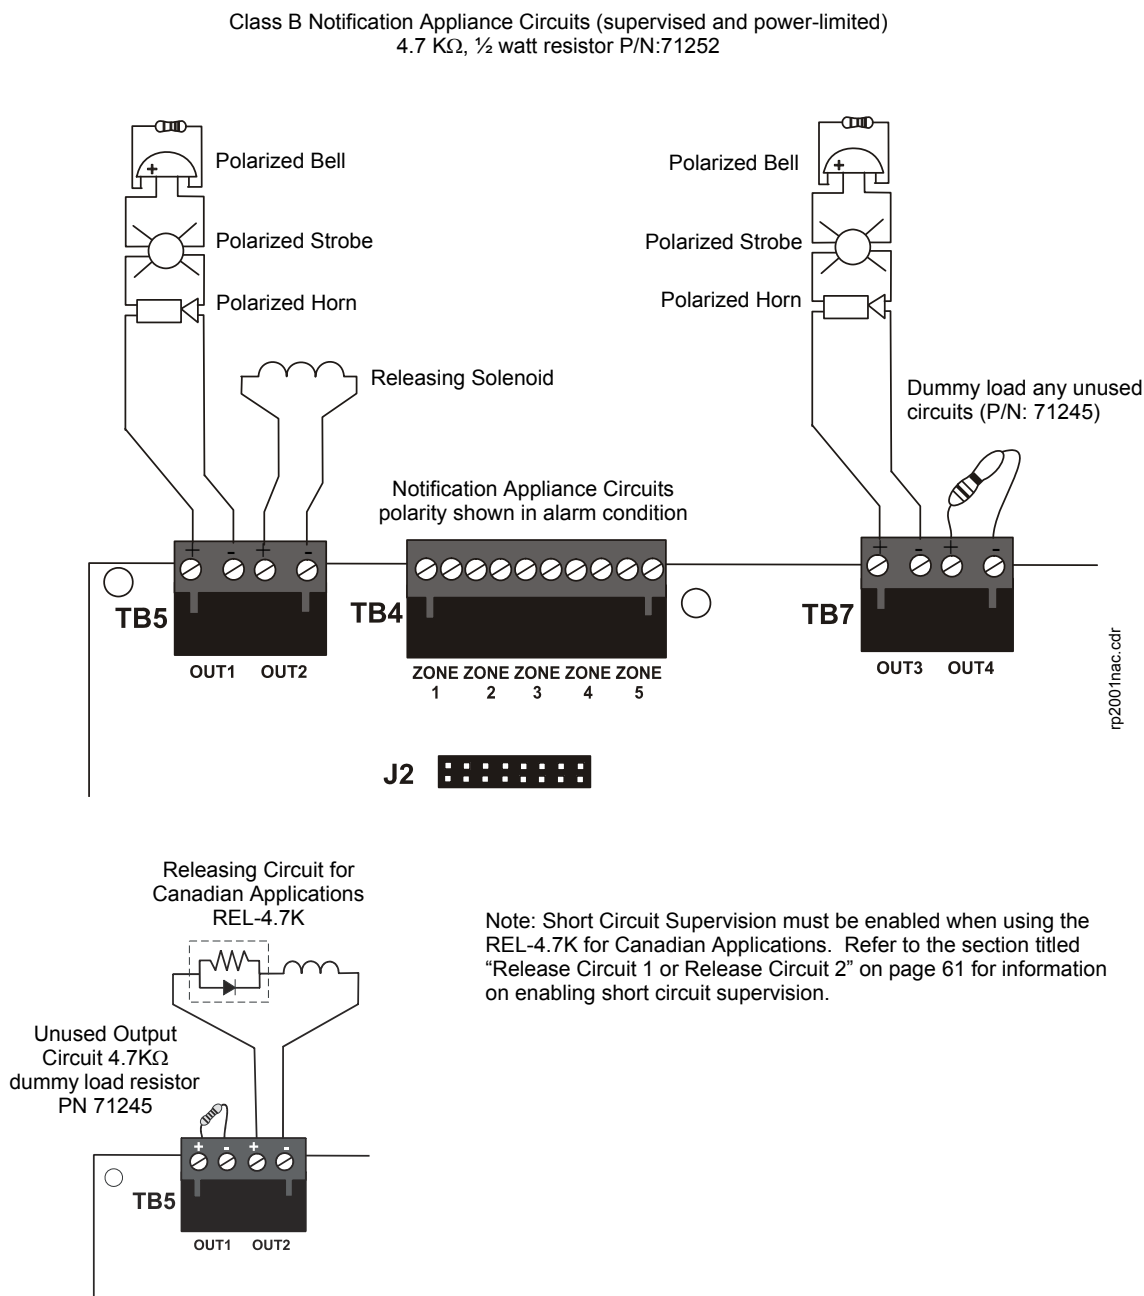 Class B Notification Appliance Circuits (supervised and power-limited)
4.7 KΩ, ½ watt resistor P/N:71252
+
Polarized Bell
Polarized Strobe
Polarized Horn
Releasing Solenoid
+
Polarized Bell
Polarized Strobe
Polarized Horn
Dummy load any unused
circuits (P/N: 71245)
Notification Appliance Circuits
polarity shown in alarm condition
+ - + -
TB5
OUT1 OUT2
TB4
ZONE ZONE ZONE ZONE ZONE
1 2 3 4 5
+ - + -
TB7
OUT3 OUT4
rp2001nac.cdr
J2
Releasing Circuit for
Canadian Applications
REL-4.7K
Note: Short Circuit Supervision must be enabled when using the
REL-4.7K for Canadian Applications. Refer to the section titled
“Release Circuit 1 or Release Circuit 2” on page 61 for information
on enabling short circuit supervision.
Unused Output
Circuit 4.7KΩ
dummy load resistor
PN 71245
+ - + -
TB5
OUT1 OUT2